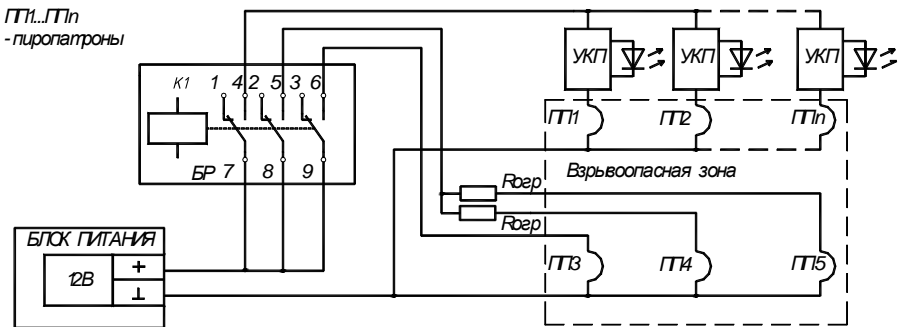 ПП1...ППn
- пиропатроны
К1
1 4 2 5 3 6
БР 7 8 9
УКП
УКП
УКП
ПП1
ПП2
ППn
Взрывоопасная зона
Rогр
Rогр
ПП3
ПП4
ПП5
БЛОК ПИТАНИЯ
12В
+
⊥